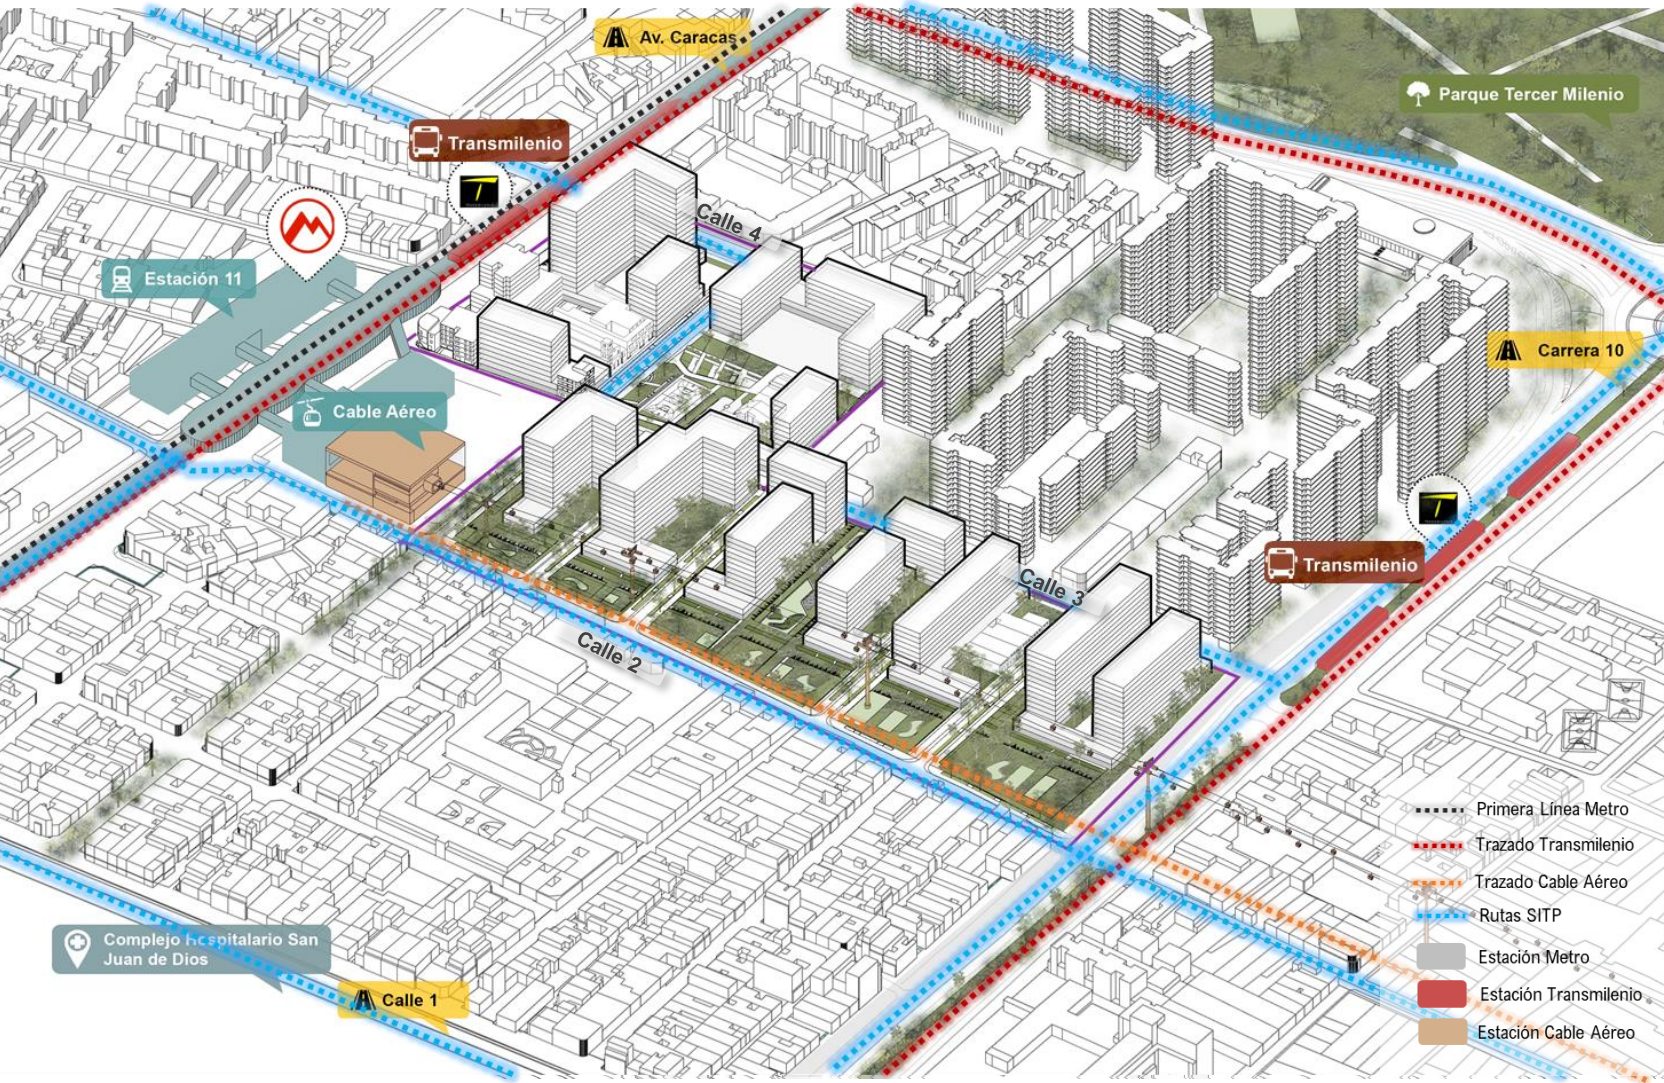 Av. Caracas
Parque Tercer Milenio
Transmilenio
Calle 4
Estación 11
Carrera 10
Cable Aéreo
Transmilenio
Calle 3
Calle 2
Primera Línea Metro
Trazado Transmilenio
Trazado Cable Aéreo
Rutas SITP
Estación Metro
Estación Transmilenio
Estación Cable Aéreo
Complejo Hospitalario San
Juan de Dios
Calle 1